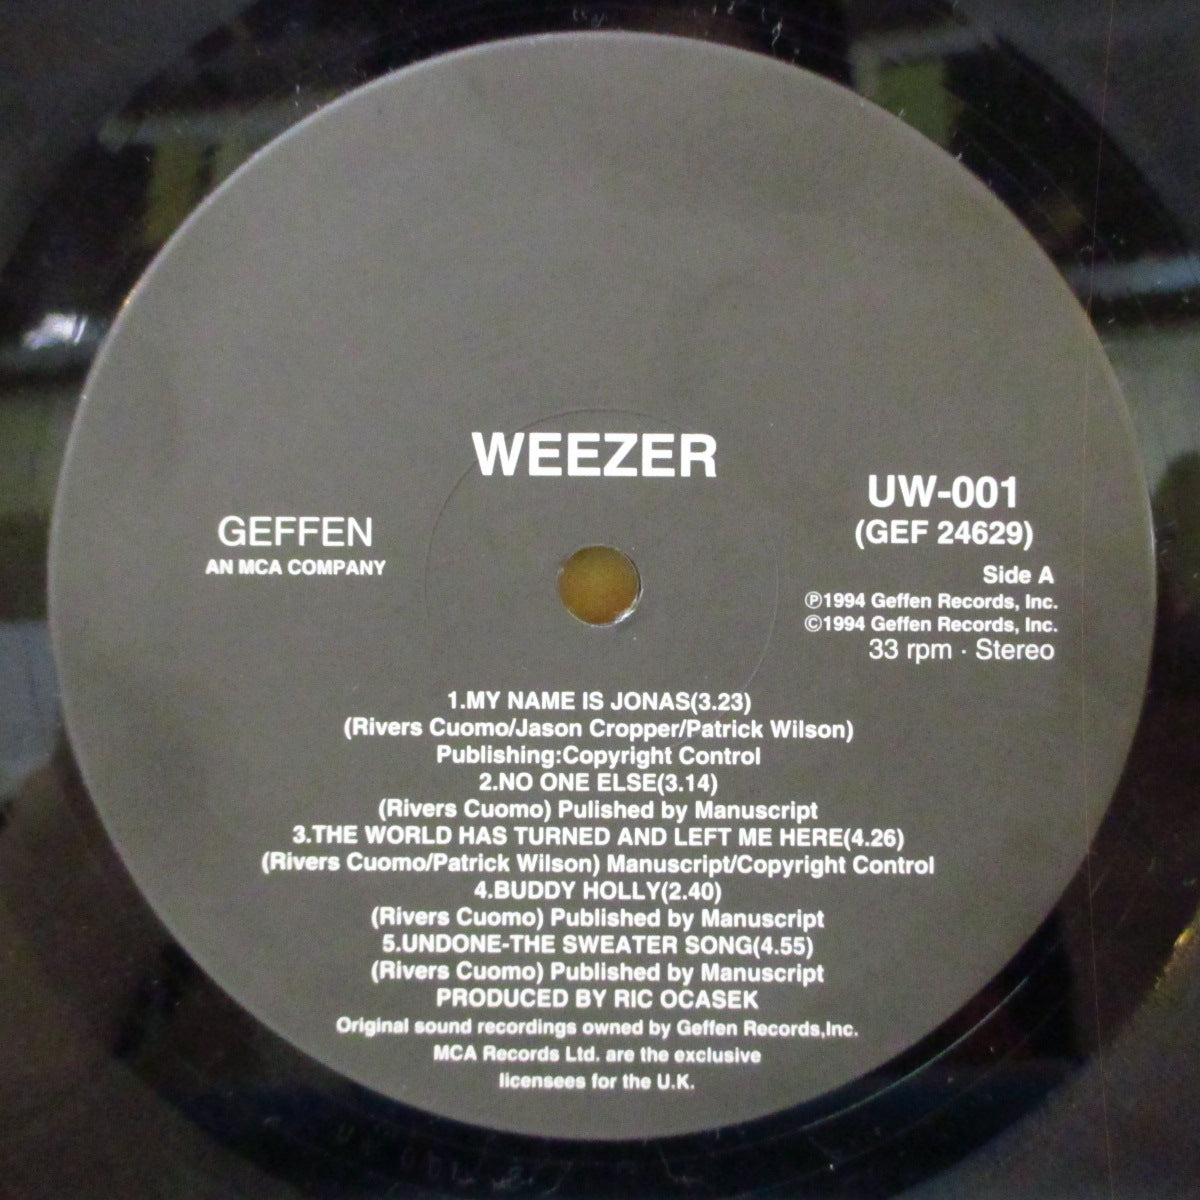 WEEZER
GEFFEN
AN MCA COMPANY
UW-001
(GEF 24629)
Side A
℗1994 Geffen Records, Inc.
©1994 Geffen Records, Inc.
33 rpm · Stereo
1.MY NAME IS JONAS(3.23)
(Rivers Cuomo/Jason Cropper/Patrick Wilson)
Publishing:Copyright Control
2.NO ONE ELSE(3.14)
(Rivers Cuomo) Pulished by Manuscript
3.THE WORLD HAS TURNED AND LEFT ME HERE(4.26)
(Rivers Cuomo/Patrick Wilson) Manuscript/Copyright Control
4.BUDDY HOLLY(2.40)
(Rivers Cuomo) Published by Manuscript
5.UNDONE-THE SWEATER SONG(4.55)
(Rivers Cuomo) Published by Manuscript
PRODUCED BY RIC OCASEK
Original sound recordings owned by Geffen Records,Inc.
MCA Records Ltd. are the exclusive
licensees for the U.K.